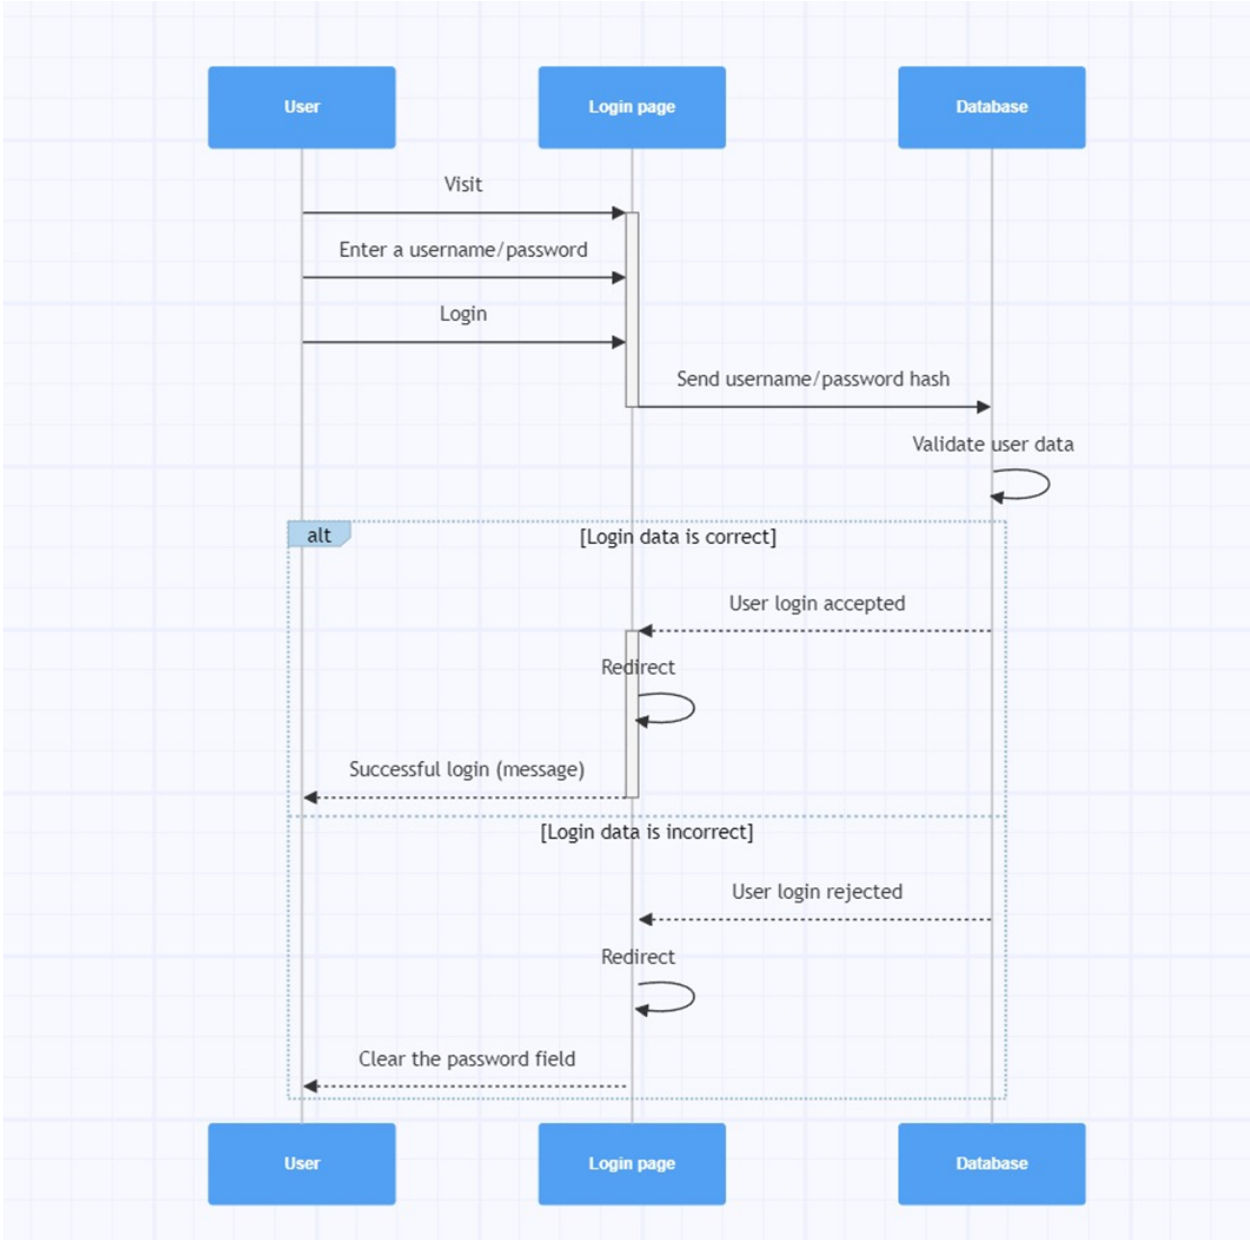 User
Login page
Database
Visit
Enter a username/password
Login
Send username/password hash
Validate user data
alt
[Login data is correct]
User login accepted
Redirect
Successful login (message)
[Login data is incorrect]
User login rejected
Redirect
Clear the password field
User
Login page
Database